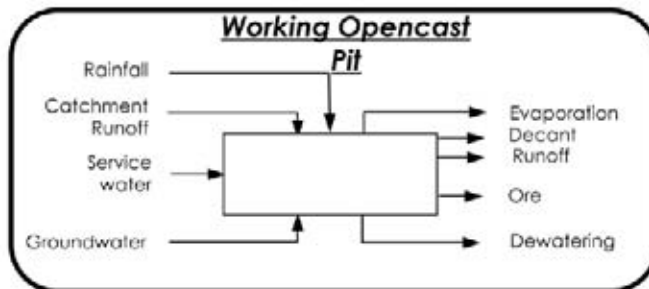 Working Opencast
Pit
Rainfall
Catchment
Runoff
Service
water
Groundwater
Evaporation
Decant
Runoff
Ore
Dewatering